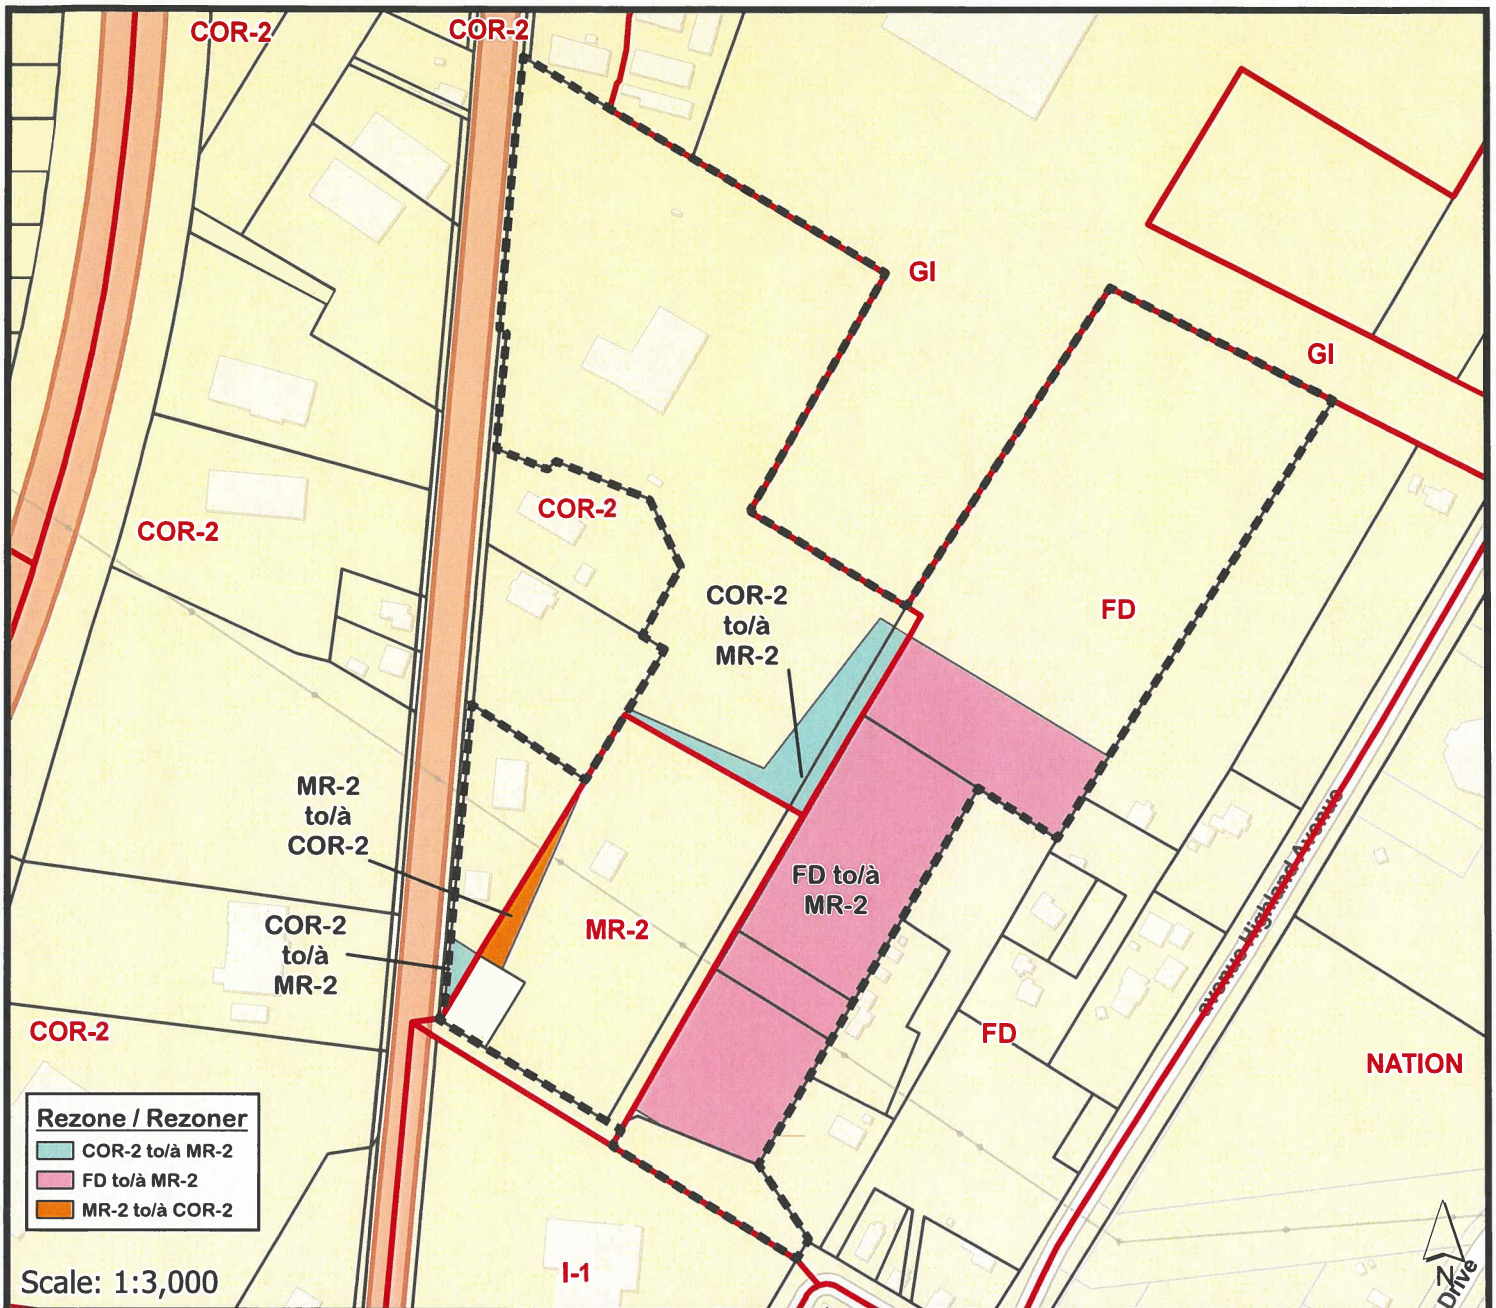 COR-2
COR-2
GI
GI
COR-2
COR-2
COR-2
to/à
MR-2
FD
MR-2
to/à
COR-2
FD to/à
MR-2
MR-2
COR-2
to/à
MR-2
avenue Highland Avenue
COR-2
FD
NATION
Rezone / Rezoner
COR-2 to/à MR-2
FD to/à MR-2
MR-2 to/à COR-2
I-1
Scale: 1:3,000
N
Drive